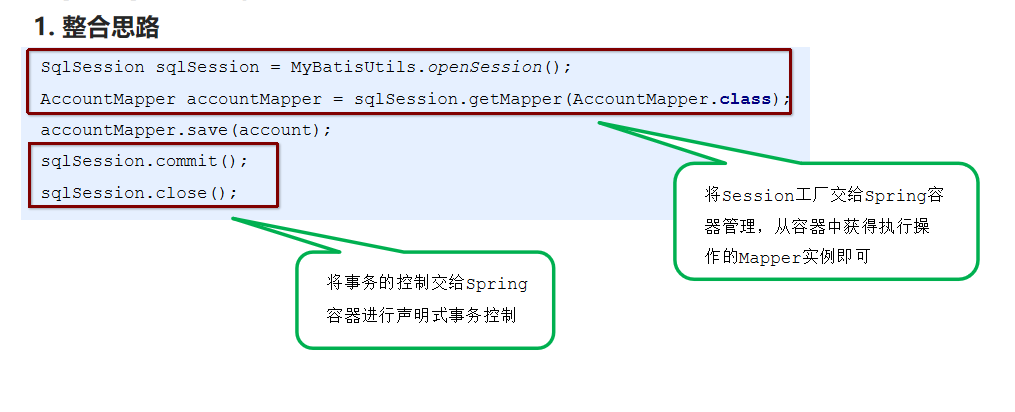 1. 整合思路
SqlSession sqlSession = MyBatisUtils.openSession();
AccountMapper accountMapper = sqlSession.getMapper(AccountMapper.class);
accountMapper.save(account);
sqlSession.commit();
sqlSession.close();
将Session工厂交给Spring容
器管理，从容器中获得执行操
作的Mapper实例即可
将事务的控制交给Spring
容器进行声明式事务控制